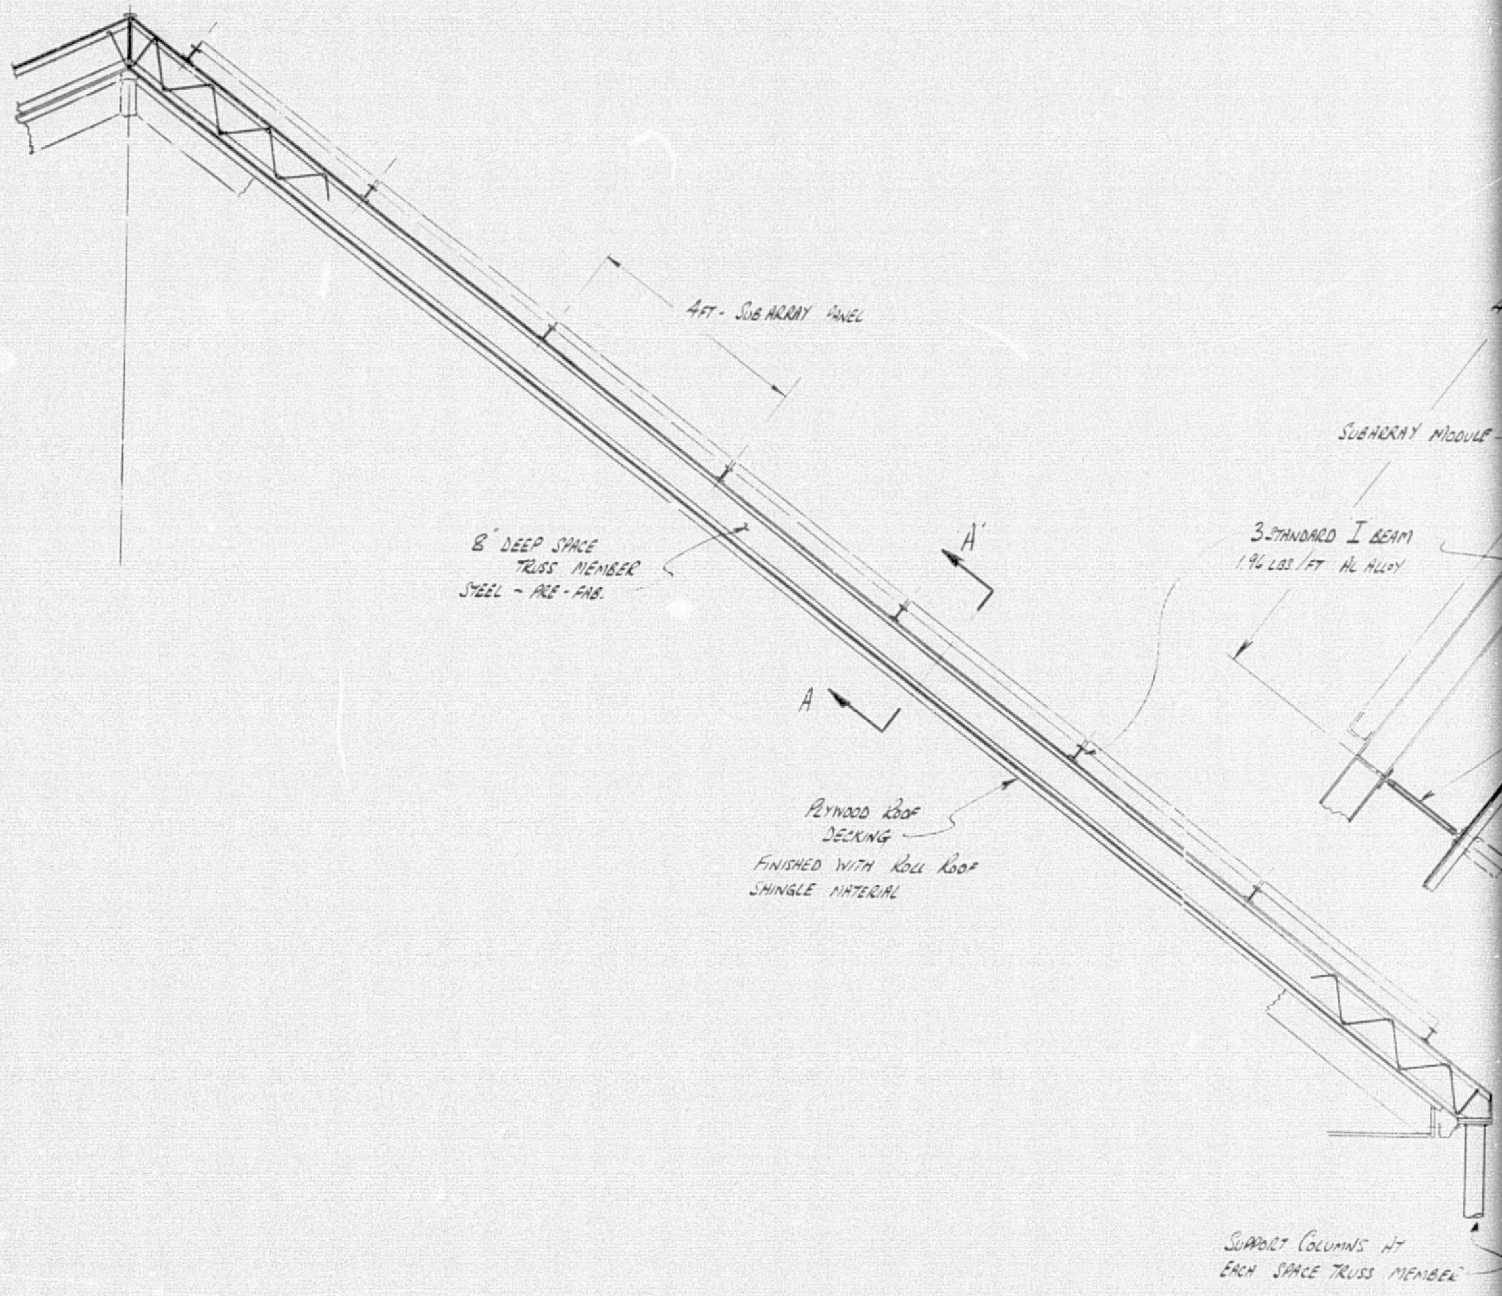 4FT - SUBARRAY PANEL
SUBARRAY MODULE
3 STANDARD I BEAM
1.96 LBS/FT AL ALLOY
8" DEEP SPACE
TRUSS MEMBER
STEEL - PRE-FAB.
A'
A
PLYWOOD ROOF
DECKING
FINISHED WITH ROLL ROOF
SHINGLE MATERIAL
SUPPORT COLUMNS AT
EACH SPACE TRUSS MEMBER